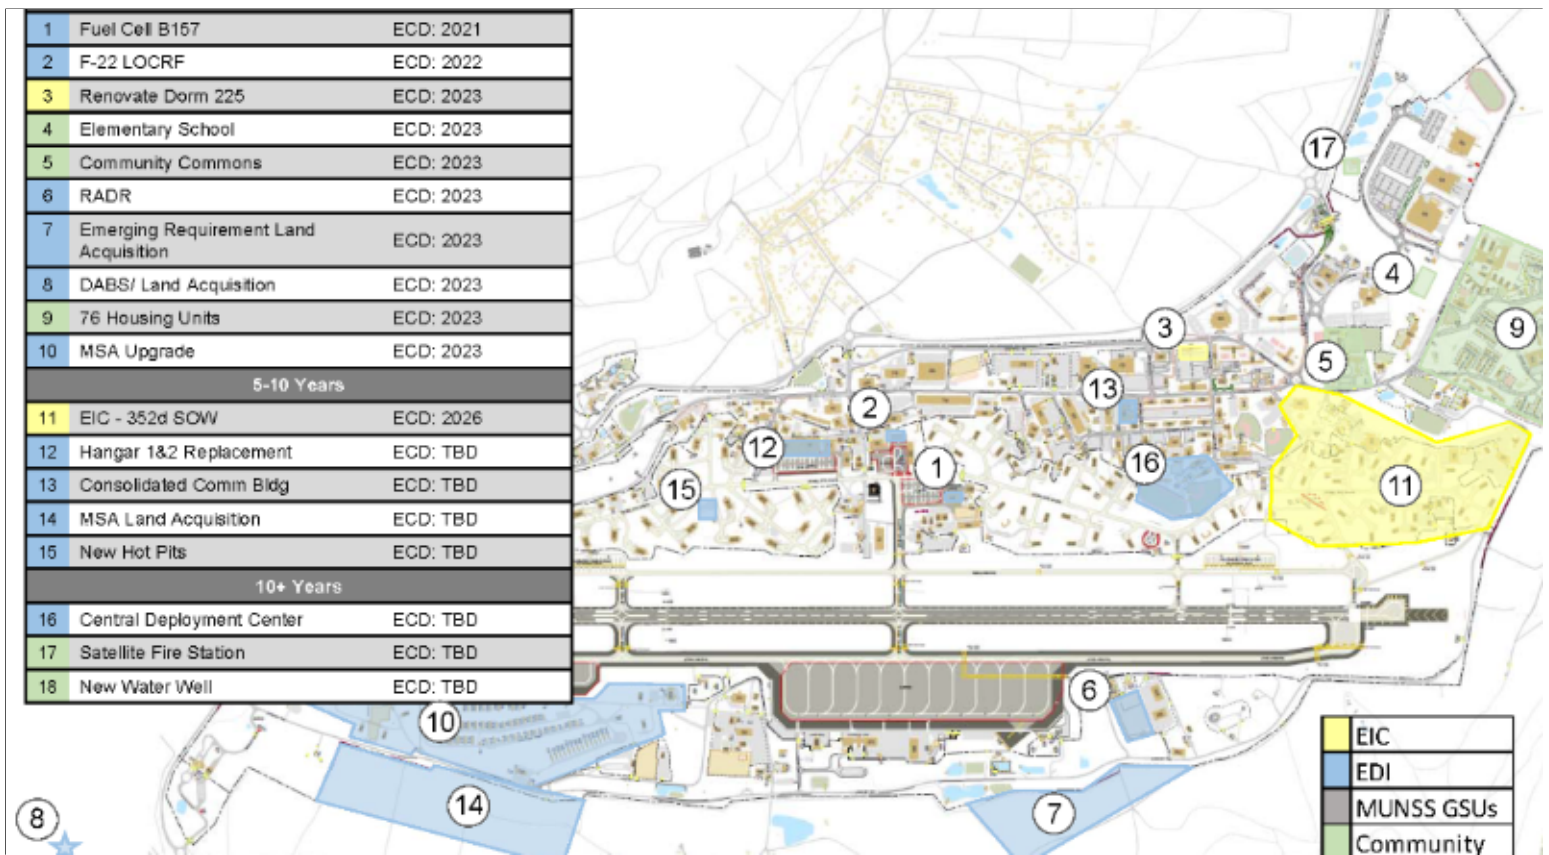 1 Fuel Cell B157 ECD: 2021
2 F-22 LOCRF ECD: 2022
3 Renovate Dorm 225 ECD: 2023
4 Elementary School ECD: 2023
5 Community Commons ECD: 2023
6 RADR ECD: 2023
7 Emerging Requirement Land
Acquisition ECD: 2023
8 DABS/ Land Acquisition ECD: 2023
9 76 Housing Units ECD: 2023
10 MSA Upgrade ECD: 2023
5-10 Years
11 EIC - 352d SOW ECD: 2026
12 Hangar 1&2 Replacement ECD: TBD
13 Consolidated Comm Bldg ECD: TBD
14 MSA Land Acquisition ECD: TBD
15 New Hot Pits ECD: TBD
10+ Years
16 Central Deployment Center ECD: TBD
17 Satellite Fire Station ECD: TBD
18 New Water Well ECD: TBD
17
4
3
9
5
13
2
12
16
1
15
11
6
10
14
7
8
EIC
EDI
MUNSS GSUs
Community